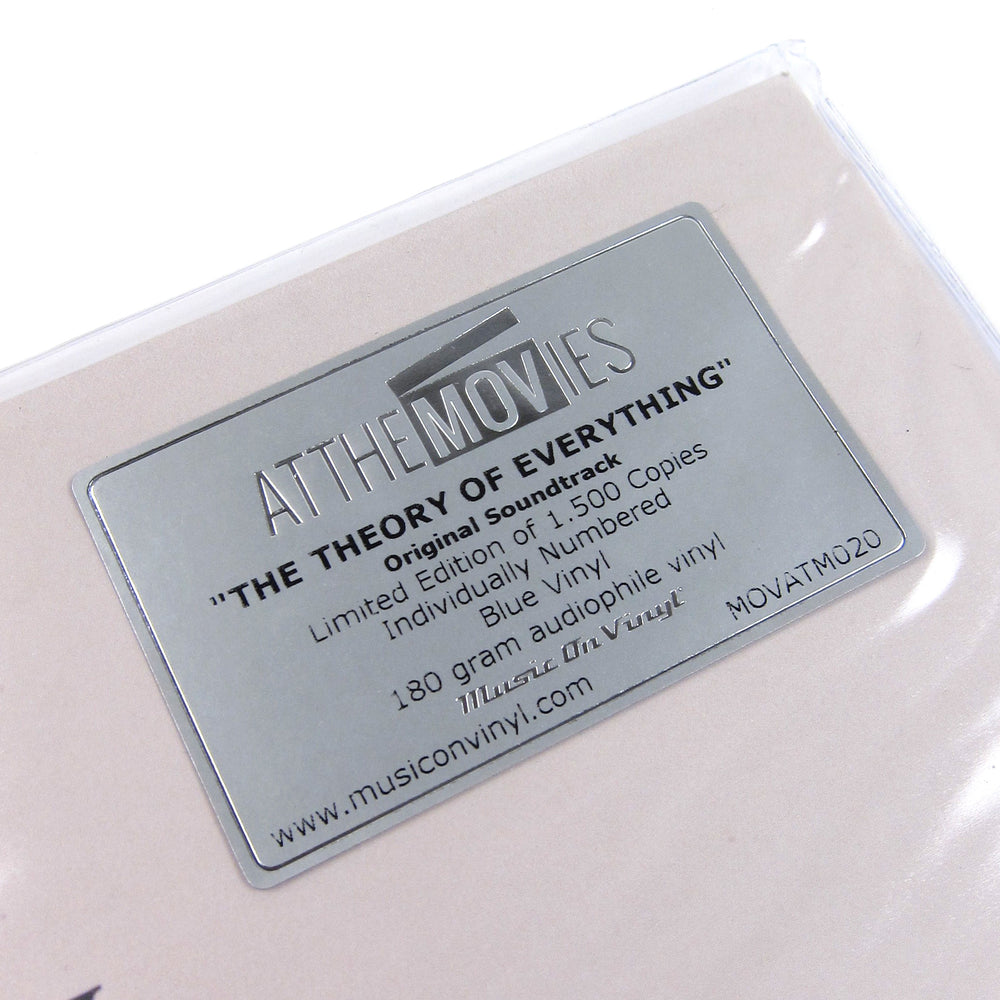 ATTHEMOVIES
"THE THEORY OF EVERYTHING"
Original Soundtrack
Limited Edition of 1.500 Copies
Individually Numbered
Blue Vinyl
180 gram audiophile vinyl
Music On Vinyl
www.musiconvinyl.com
MOVATM020